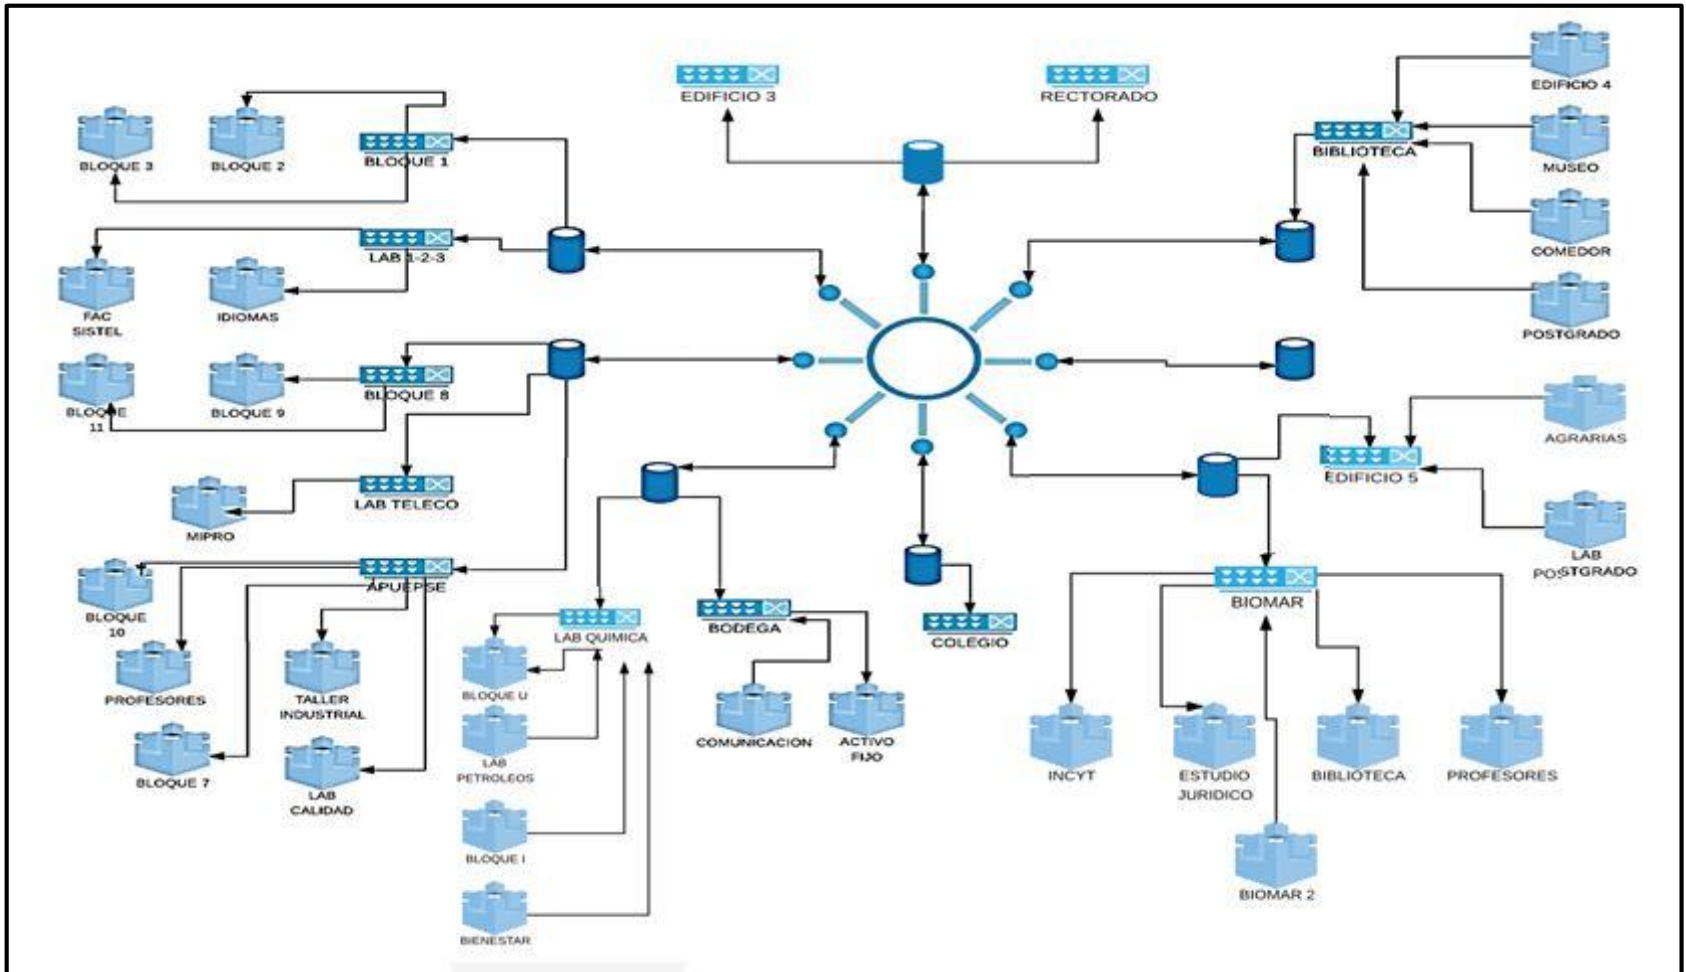 EDIFICIO 3
RECTORADO
EDIFICIO 4
BLOQUE 3
BLOQUE 2
BLOQUE 1
BIBLIOTECA
MUSEO
LAB 1-2-3
COMEDOR
FAC
SISTEL
IDIOMAS
POSTGRADO
BLOQUE
11
BLOQUE 9
BLOQUE 8
AGRARIAS
EDIFICIO 5
LAB TELECO
MIPRO
LAB
POSTGRADO
APUEPSE
BLOQUE
10
BIOMAR
LAB QUIMICA
BODEGA
COLEGIO
PROFESORES
TALLER
INDUSTRIAL
BLOQUE U
COMUNICACION
ACTIVO
FIJO
LAB
PETROLEOS
BLOQUE 7
LAB
CALIDAD
INCYT
ESTUDIO
JURIDICO
BIBLIOTECA
PROFESORES
BLOQUE I
BIOMAR 2
BIENESTAR